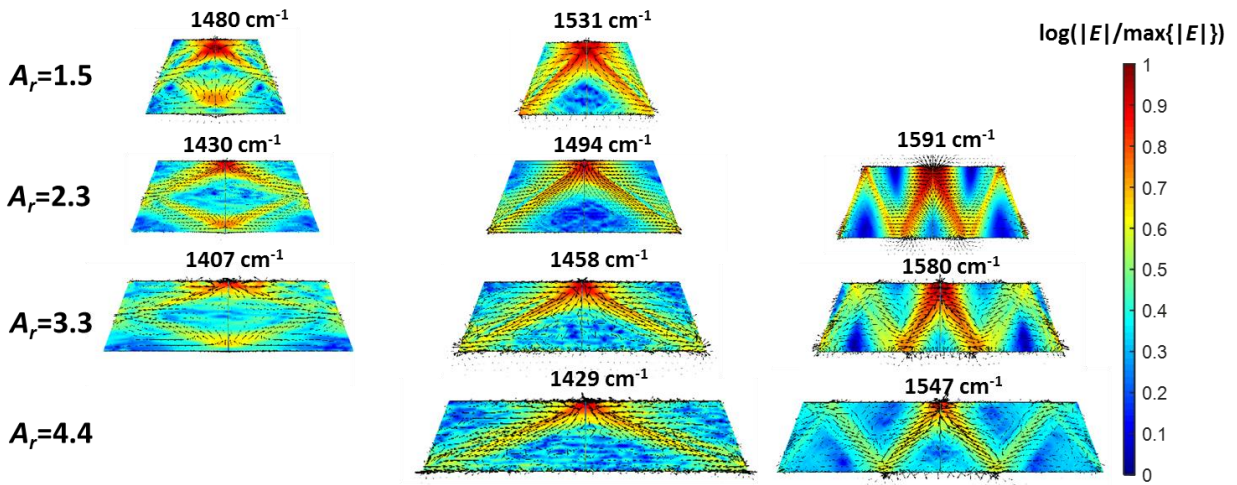 1480 cm⁻¹ 1531 cm⁻¹ log(|E|/max{|E|})
Aᵣ=1.5
1430 cm⁻¹ 1494 cm⁻¹ 1591 cm⁻¹
Aᵣ=2.3
1407 cm⁻¹ 1458 cm⁻¹ 1580 cm⁻¹
Aᵣ=3.3
1429 cm⁻¹ 1547 cm⁻¹
Aᵣ=4.4
1
0.9
0.8
0.7
0.6
0.5
0.4
0.3
0.2
0.1
0